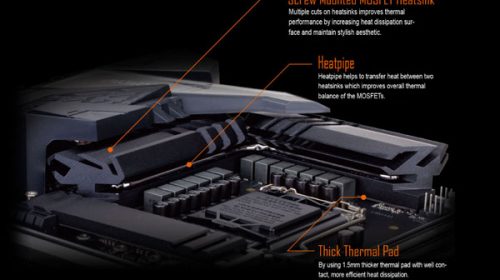 Screw Mounted MOSFET Heatsink
Multiple cuts on heatsinks improves thermal
performance by increasing heat dissipation sur-
face and maintain stylish aesthetic.
Heatpipe
Heatpipe helps to transfer heat between two
heatsinks which improves overall thermal
balance of the MOSFETs.
Thick Thermal Pad
By using 1.5mm thicker thermal pad with well con-
tact, more efficient heat dissipation.